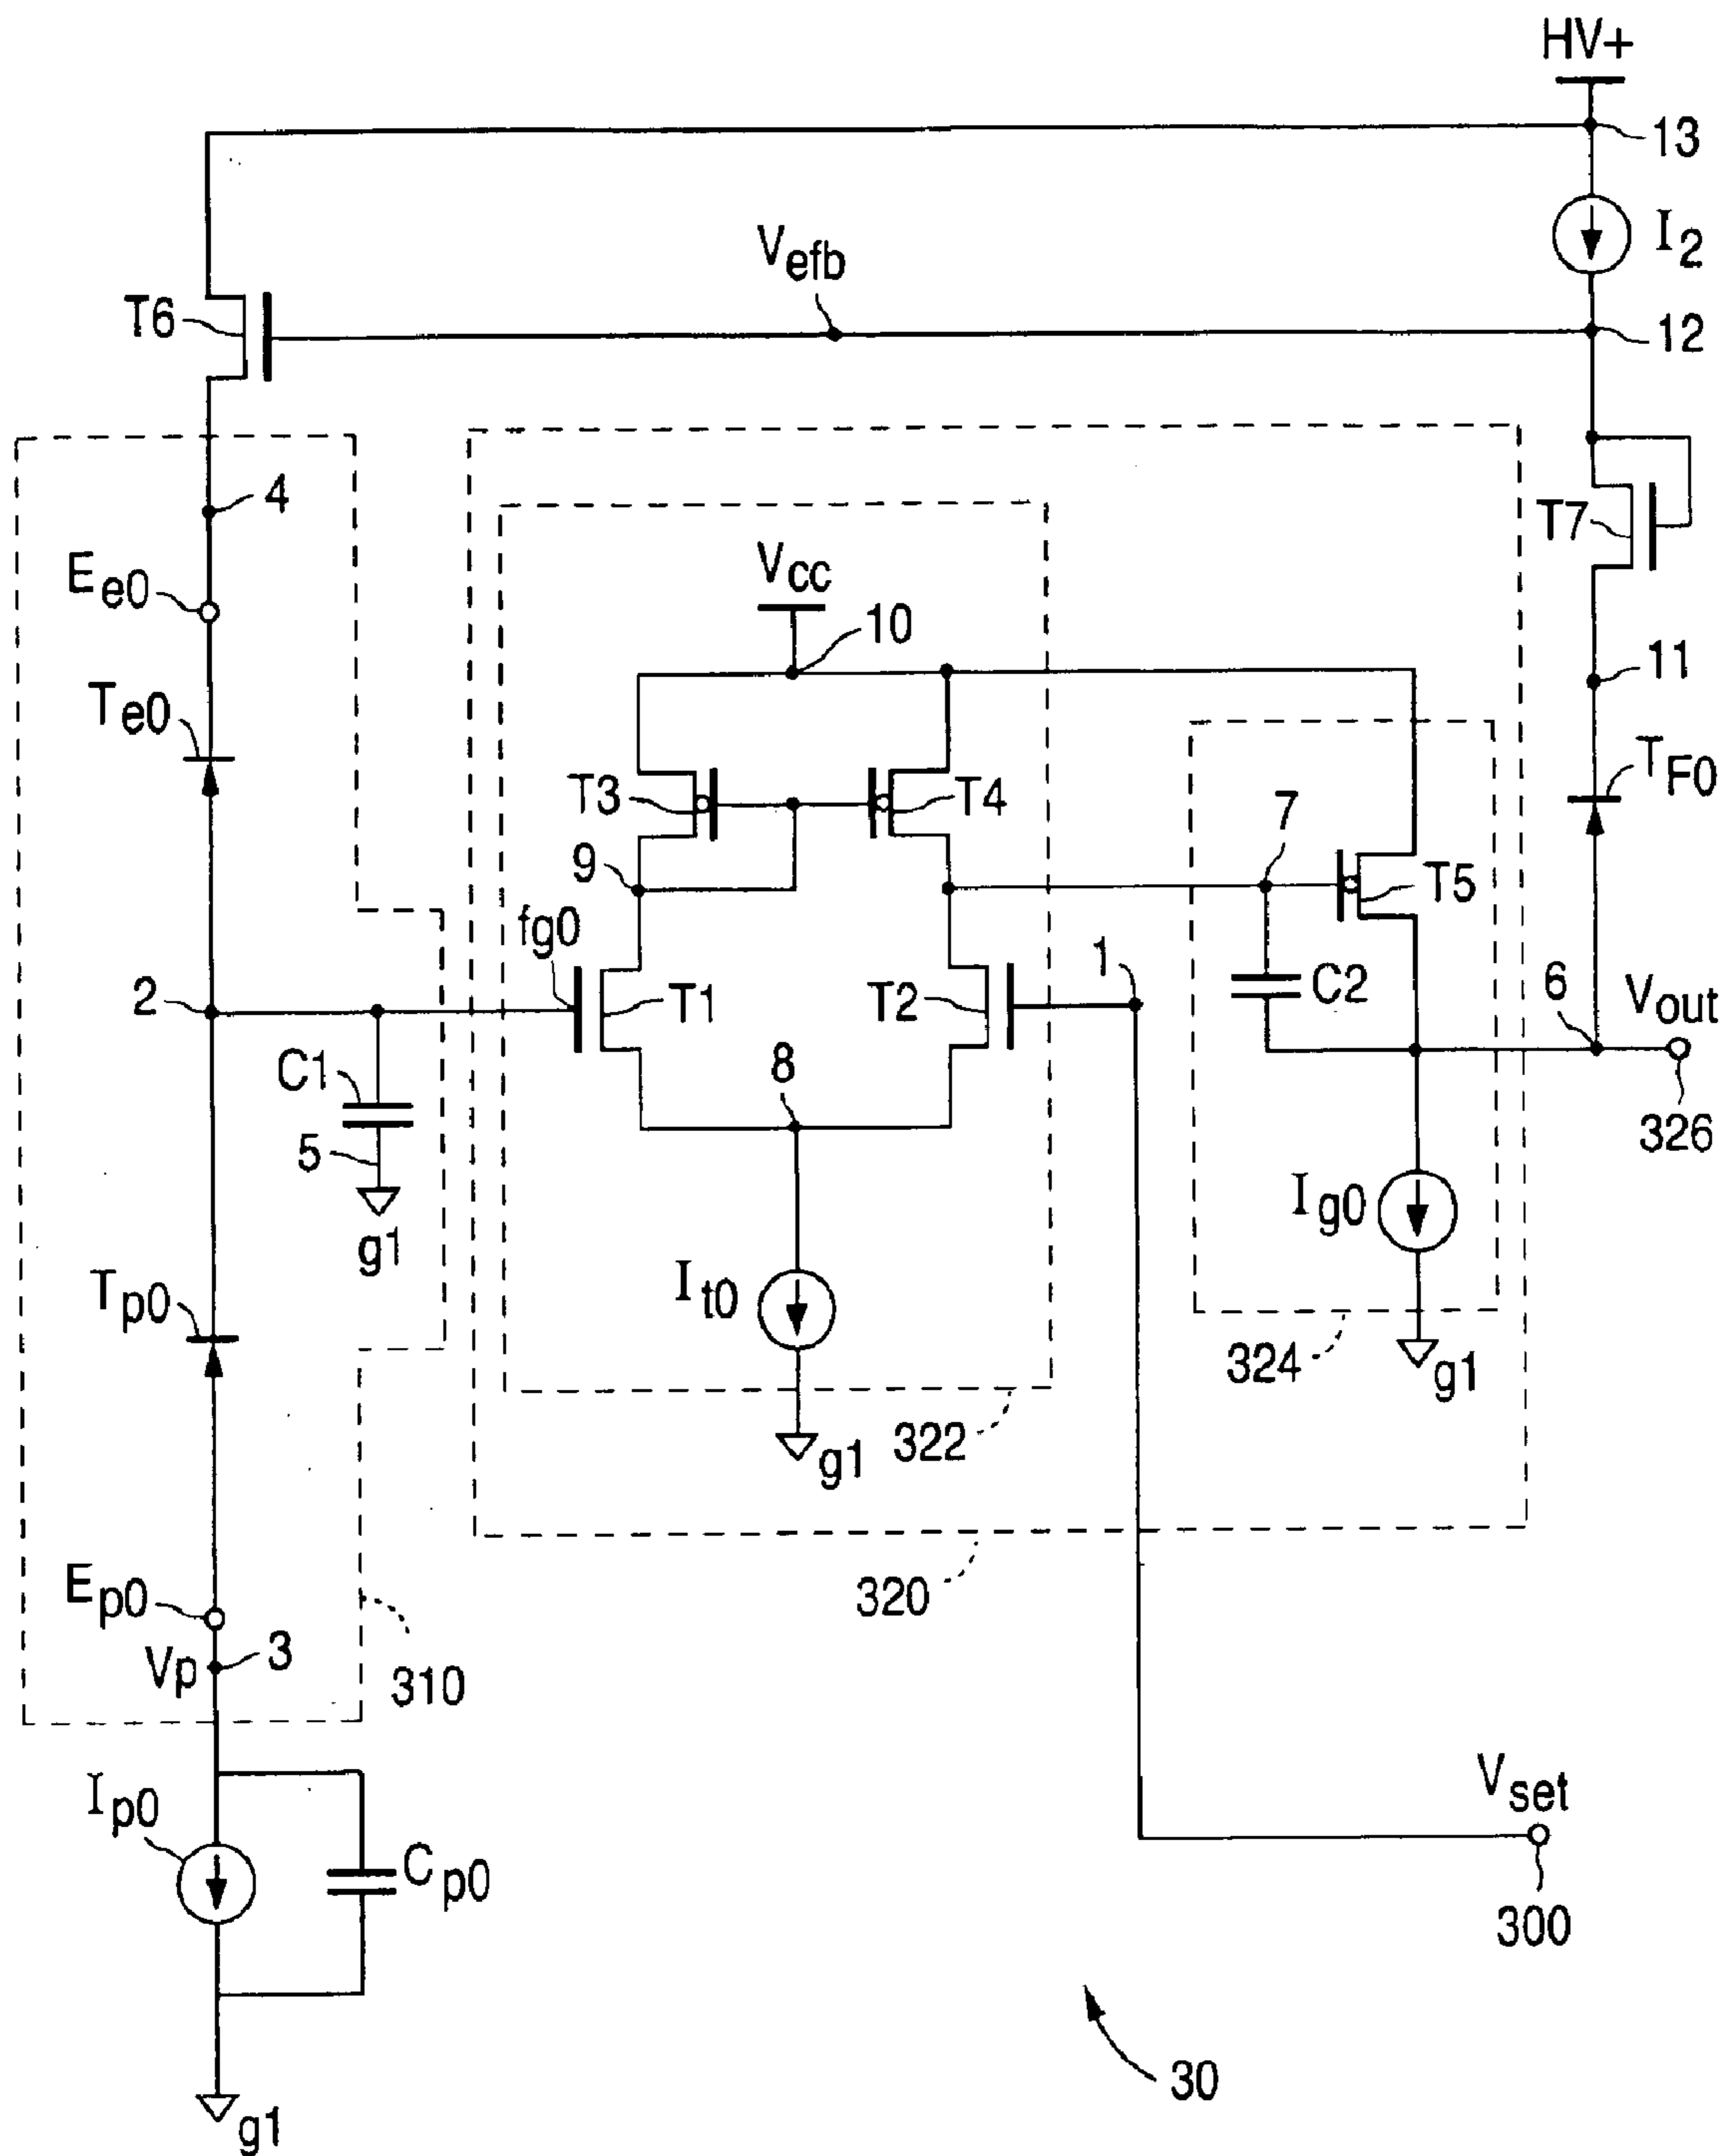 HV+
13
I2
Vefb
T6
12
4
T7
Ee0
Vcc
10
11
Te0
TF0
T3
T4
7
9
T5
fg0
1
2
T1
T2
C2
6
Vout
C1
8
5
326
g1
Ig0
It0
Tp0
324
g1
322
g1
Ep0
320
Vp
3
310
Ip0
Vset
Cp0
300
30
g1